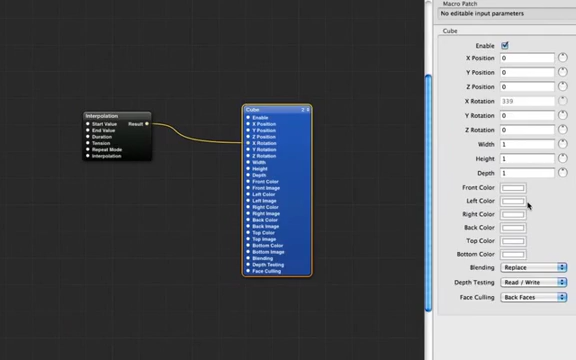 Interpolation
Start Value Result
End Value
Duration
Tension
Repeat Mode
Interpolation
Cube
Enable
X Position
Y Position
Z Position
X Rotation
Y Rotation
Z Rotation
Width
Height
Depth
Front Color
Front Image
Left Color
Left Image
Right Color
Right Image
Back Color
Back Image
Top Color
Top Image
Bottom Color
Bottom Image
Blending
Depth Testing
Face Culling
Macro Patch
No editable input parameters
Cube
Enable
X Position 0
Y Position 0
Z Position 0
X Rotation 339
Y Rotation 0
Z Rotation 0
Width 1
Height 1
Depth 1
Front Color
Left Color
Right Color
Back Color
Top Color
Bottom Color
Blending Replace
Depth Testing Read / Write
Face Culling Back Faces